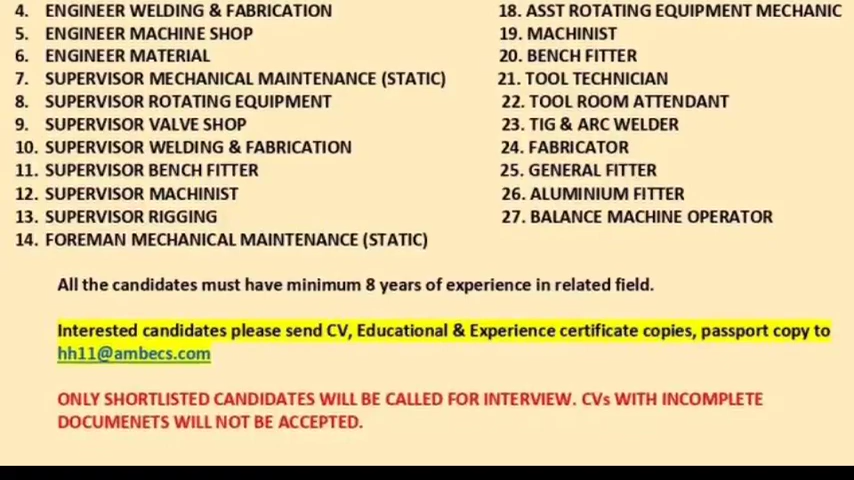 4. ENGINEER WELDING & FABRICATION
5. ENGINEER MACHINE SHOP
6. ENGINEER MATERIAL
7. SUPERVISOR MECHANICAL MAINTENANCE (STATIC)
8. SUPERVISOR ROTATING EQUIPMENT
9. SUPERVISOR VALVE SHOP
10. SUPERVISOR WELDING & FABRICATION
11. SUPERVISOR BENCH FITTER
12. SUPERVISOR MACHINIST
13. SUPERVISOR RIGGING
14. FOREMAN MECHANICAL MAINTENANCE (STATIC)
18. ASST ROTATING EQUIPMENT MECHANIC
19. MACHINIST
20. BENCH FITTER
21. TOOL TECHNICIAN
22. TOOL ROOM ATTENDANT
23. TIG & ARC WELDER
24. FABRICATOR
25. GENERAL FITTER
26. ALUMINIUM FITTER
27. BALANCE MACHINE OPERATOR
All the candidates must have minimum 8 years of experience in related field.
Interested candidates please send CV, Educational & Experience certificate copies, passport copy to
hh11@ambecs.com
ONLY SHORTLISTED CANDIDATES WILL BE CALLED FOR INTERVIEW. CVs WITH INCOMPLETE
DOCUMENETS WILL NOT BE ACCEPTED.